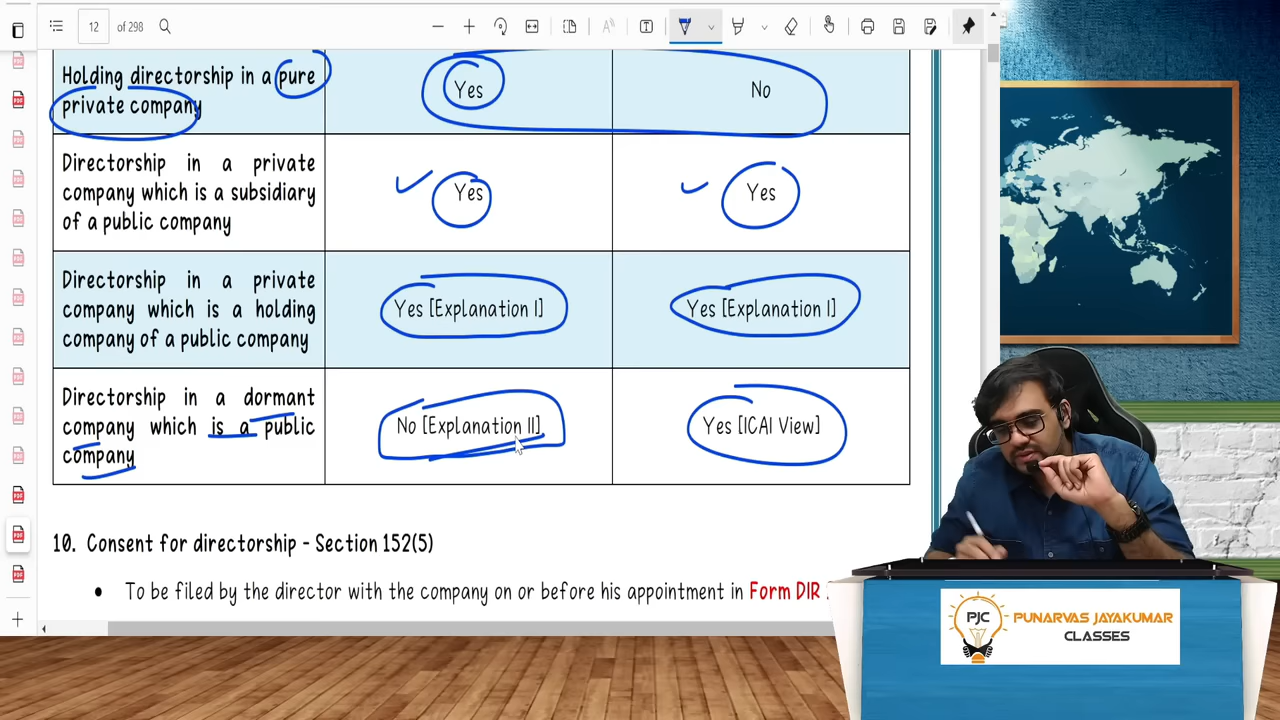 12 of 298
Holding directorship in a pure
private company
Yes
No
Directorship in a private
company which is a subsidiary
of a public company
Yes
Yes
Directorship in a private
company which is a holding
company of a public company
Yes [Explanation I]
Yes [Explanation I]
Directorship in a dormant
company which is a public
company
No [Explanation II]
Yes [ICAI View]
10. Consent for directorship - Section 152(5)
• To be filed by the director with the company on or before his appointment in Form DIR
PJC
PUNARVAS JAYAKUMAR
CLASSES